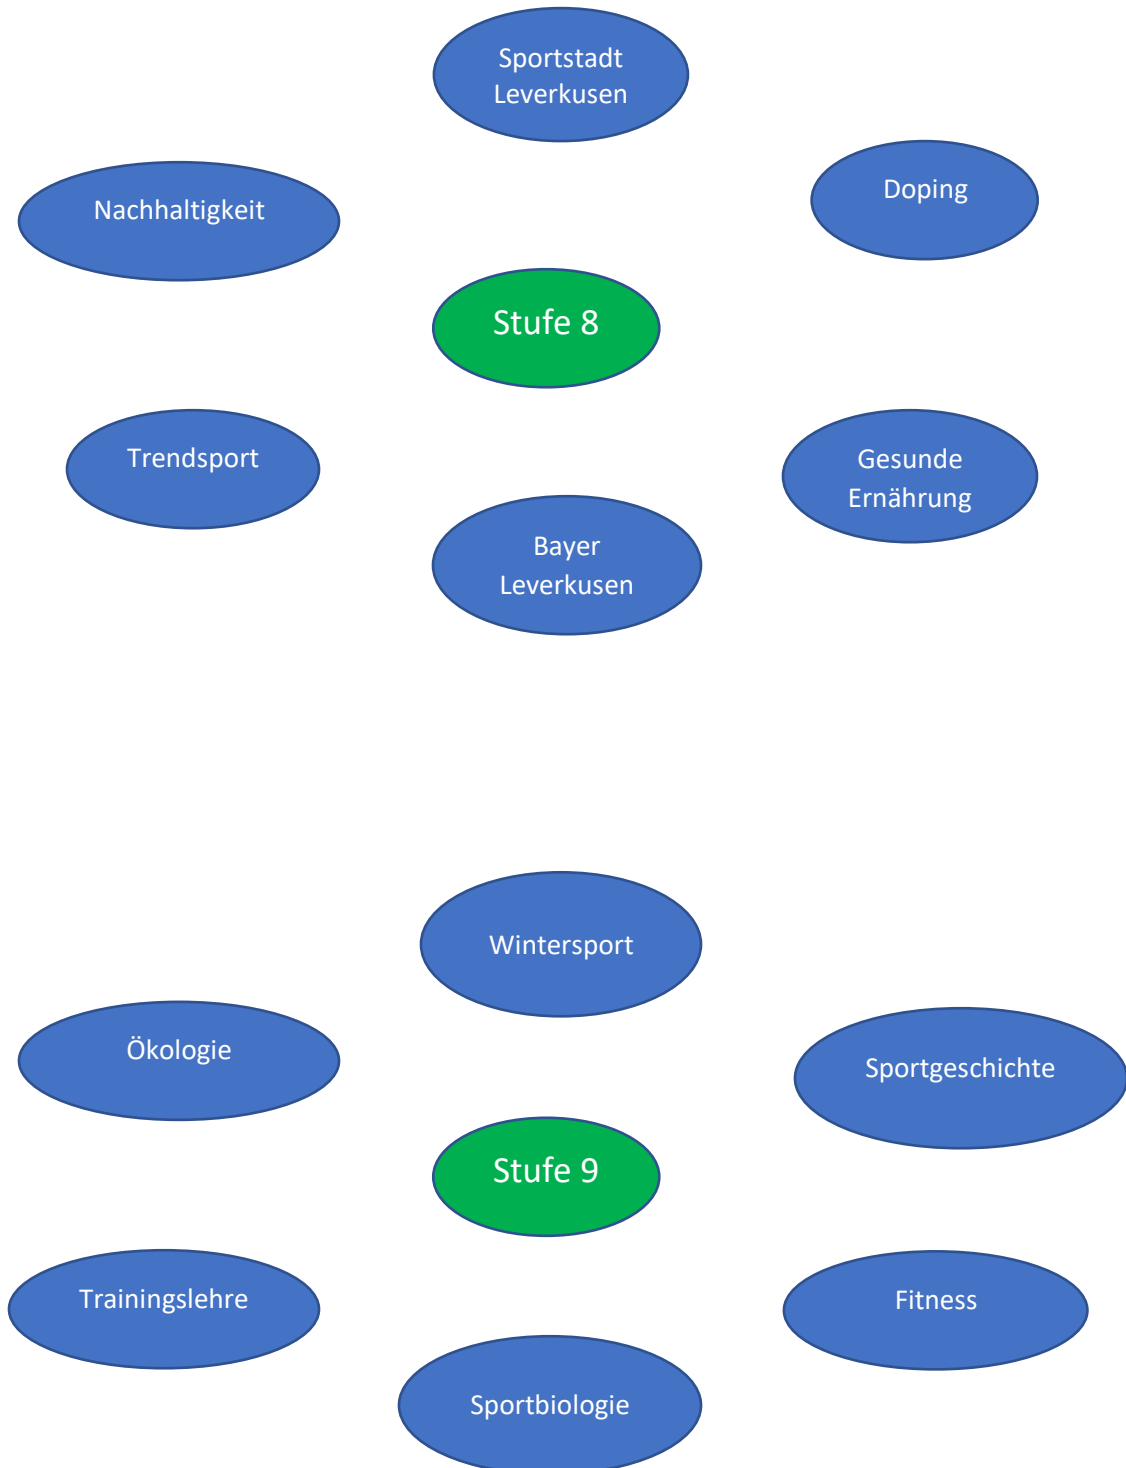 Sportstadt
Leverkusen
Doping
Nachhaltigkeit
Stufe 8
Trendsport
Gesunde
Ernährung
Bayer
Leverkusen
Wintersport
Ökologie
Sportgeschichte
Stufe 9
Trainingslehre
Fitness
Sportbiologie